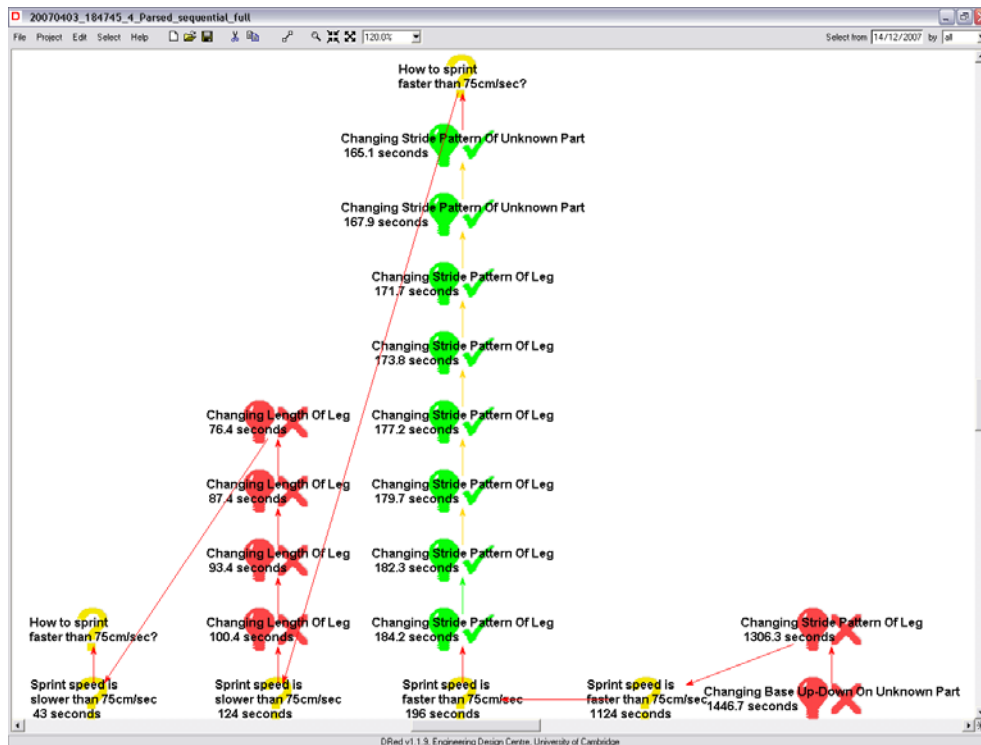 D 20070403_184745_4_Parsed_sequential_full
File Project Edit Select Help 120.0% Select from 14/12/2007 by all
How to sprint
faster than 75cm/sec?
Changing Stride Pattern Of Unknown Part
165.1 seconds
Changing Stride Pattern Of Unknown Part
167.9 seconds
Changing Stride Pattern Of Leg
171.7 seconds
Changing Stride Pattern Of Leg
173.8 seconds
Changing Length Of Leg
76.4 seconds
Changing Stride Pattern Of Leg
177.2 seconds
Changing Length Of Leg
87.4 seconds
Changing Stride Pattern Of Leg
179.7 seconds
Changing Length Of Leg
93.4 seconds
Changing Stride Pattern Of Leg
182.3 seconds
How to sprint
faster than 75cm/sec?
Changing Length Of Leg
100.4 seconds
Changing Stride Pattern Of Leg
184.2 seconds
Changing Stride Pattern Of Leg
1306.3 seconds
Sprint speed is
slower than 75cm/sec
43 seconds
Sprint speed is
slower than 75cm/sec
124 seconds
Sprint speed is
faster than 75cm/sec
196 seconds
Sprint speed is
faster than 75cm/sec
1124 seconds
Changing Base Up-Down On Unknown Part
1446.7 seconds
DRed v1.1.9, Engineering Design Centre, University of Cambridge